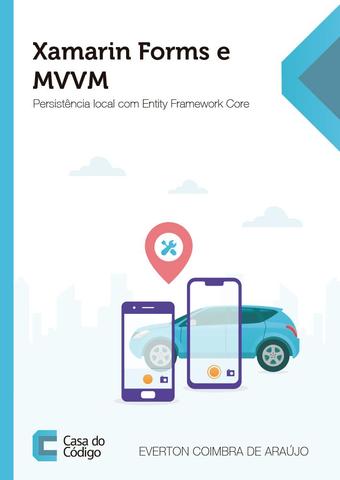 Xamarin Forms e
MVVM
Persistência local com Entity Framework Core
Casa do
Código
EVERTON COIMBRA DE ARAÚJO